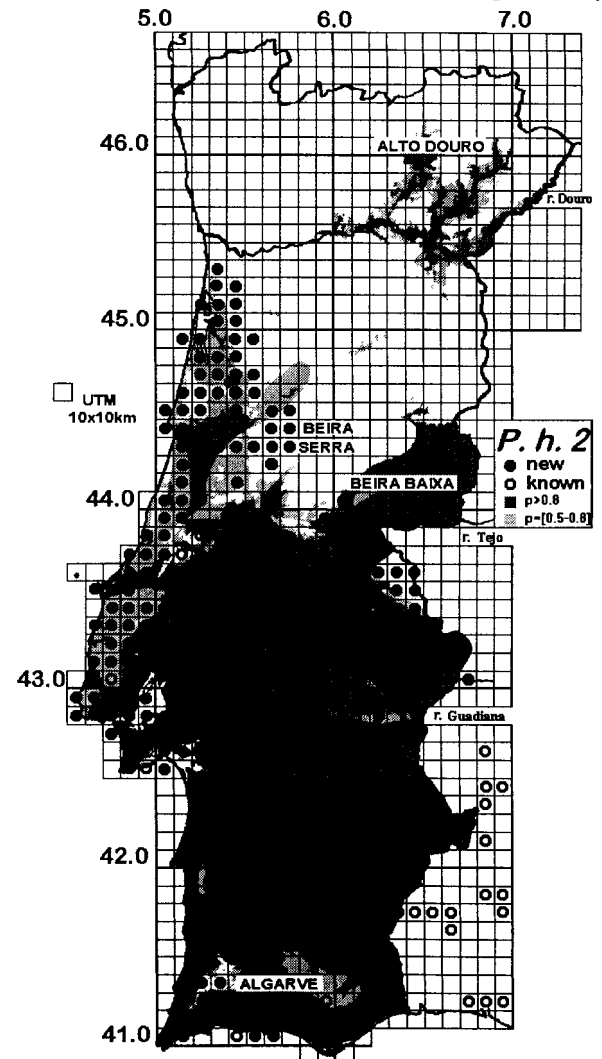 5.0 6.0 7.0
46.0
ALTO DOURO
r. Douro
45.0
UTM
10x10km
BEIRA
SERRA
P. h. 2
new
known
p>0.8
p=[0.5-0.8]
44.0
BEIRA BAIXA
r. Tejo
43.0
r. Guadiana
42.0
ALGARVE
41.0